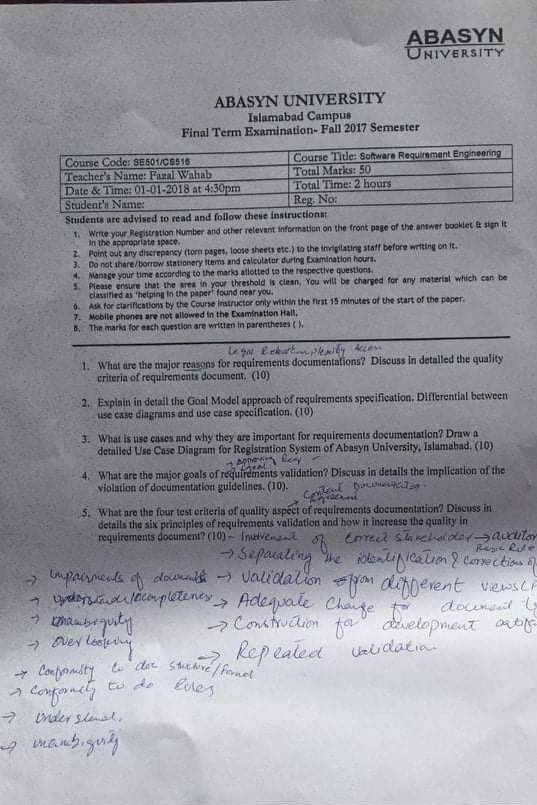 ABASYN
UNIVERSITY
ABASYN UNIVERSITY
Islamabad Campus
Final Term Examination- Fall 2017 Semester
Course Code: SE501/CS516
Course Title: Software Requirement Engineering
Teacher's Name: Fazal Wahab
Total Marks: 50
Date & Time: 01-01-2018 at 4:30pm
Total Time: 2 hours
Student's Name:
Reg. No:
Students are advised to read and follow these instructions:
1. Write your Registration Number and other relevant information on the front page of the answer booklet & sign it
in the appropriate space.
2. Point out any discrepancy (torn pages, loose sheets etc.) to the invigilating staff before writing on it.
3. Do not share/borrow stationery items and calculator during Examination hours.
4. Manage your time according to the marks allotted to the respective questions.
5. Please ensure that the area in your threshold is clean. You will be charged for any material which can be
classified as 'helping in the paper' found near you.
6. Ask for clarifications by the Course Instructor only within the first 15 minutes of the start of the paper.
7. Mobile phones are not allowed in the Examination Hall.
8. The marks for each question are written in parentheses ( ).
Legal
1. What are the major reasons for requirements documentations? Discuss in detailed the quality
criteria of requirements document. (10)
2. Explain in detail the Goal Model approach of requirements specification. Differential between
use case diagrams and use case specification. (10)
3. What is use cases and why they are important for requirements documentation? Draw a
detailed Use Case Diagram for Registration System of Abasyn University, Islamabad. (10)
4. What are the major goals of requirements validation? Discuss in details the implication of the
violation of documentation guidelines. (10).
Content Documentation.
Agreement
5. What are the four test criteria of quality aspect of requirements documentation? Discuss in
details the six principles of requirements validation and how it increase the quality in
requirements document? (10) - Involvement of correct stakeholder → auditor
→ Separating the identification & correction of
→ Impairments of documents → Validation from different views
→ Understander/completeness → Adequate Change for document
→ Unambiguity → Construction for development
→ Overlooking → Repeated validation
→ Conformity to doc structure/format
→ Conformity to do Rules
→ Understand.
→ unambiguity